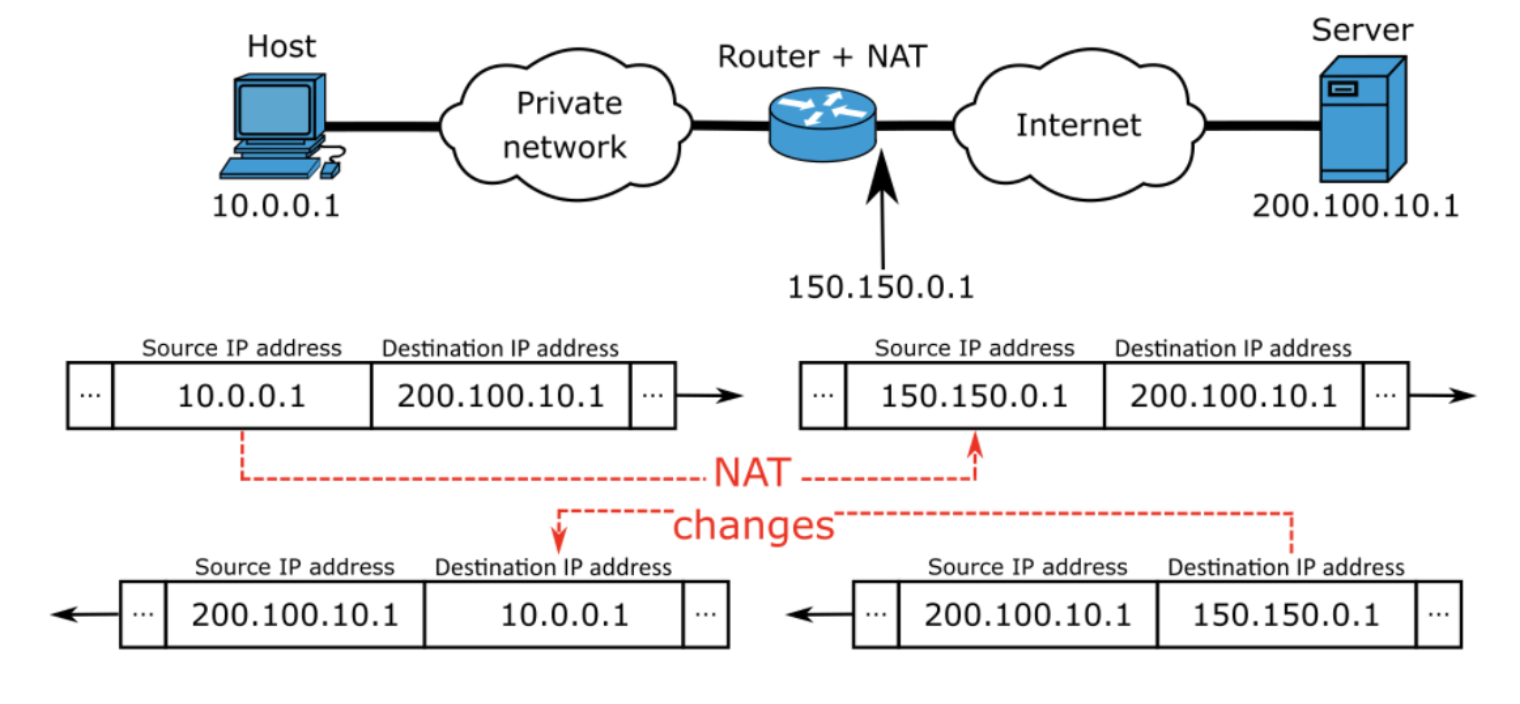 Host
Router + NAT
Server
Private
network
Internet
10.0.0.1
200.100.10.1
150.150.0.1
Source IP address Destination IP address
... 10.0.0.1 200.100.10.1 ...
Source IP address Destination IP address
... 150.150.0.1 200.100.10.1 ...
NAT
changes
Source IP address Destination IP address
... 200.100.10.1 10.0.0.1 ...
Source IP address Destination IP address
... 200.100.10.1 150.150.0.1 ...